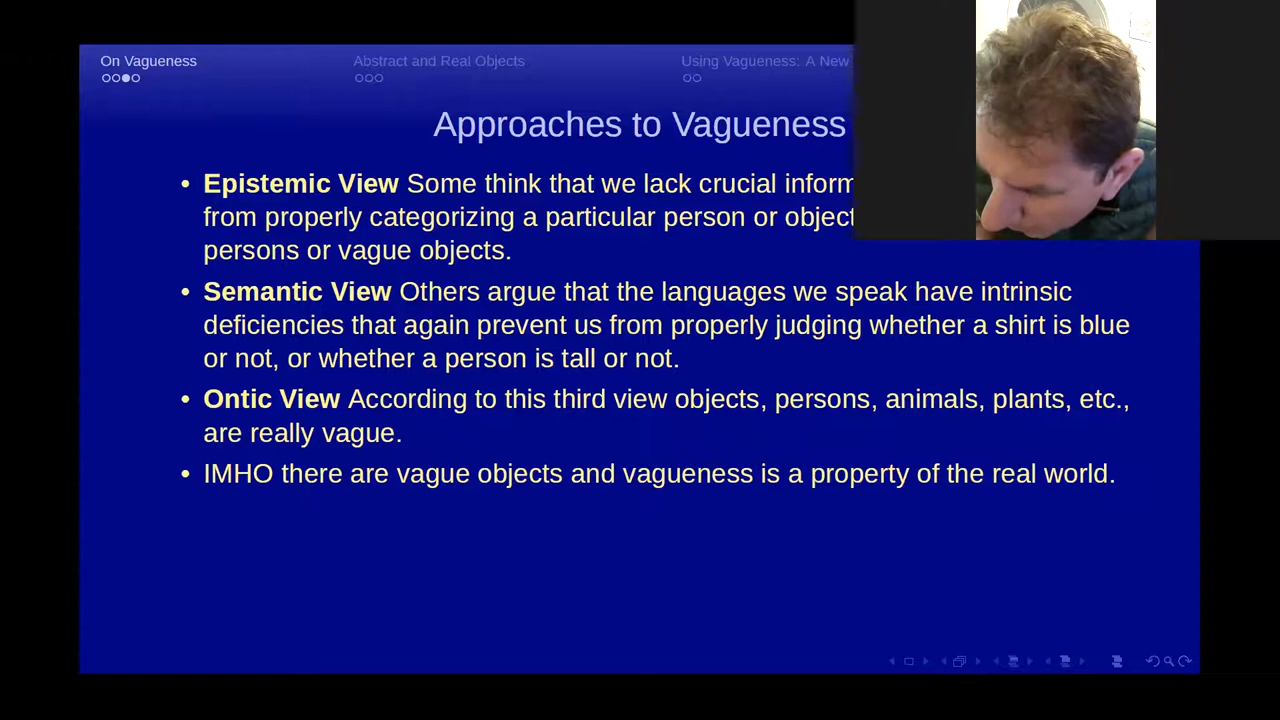 On Vagueness
Abstract and Real Objects
Using Vagueness: A New
Approaches to Vagueness
• Epistemic View Some think that we lack crucial
from properly categorizing a particular person or object
persons or vague objects.
• Semantic View Others argue that the languages we speak have intrinsic
deficiencies that again prevent us from properly judging whether a shirt is blue
or not, or whether a person is tall or not.
• Ontic View According to this third view objects, persons, animals, plants, etc.,
are really vague.
• IMHO there are vague objects and vagueness is a property of the real world.